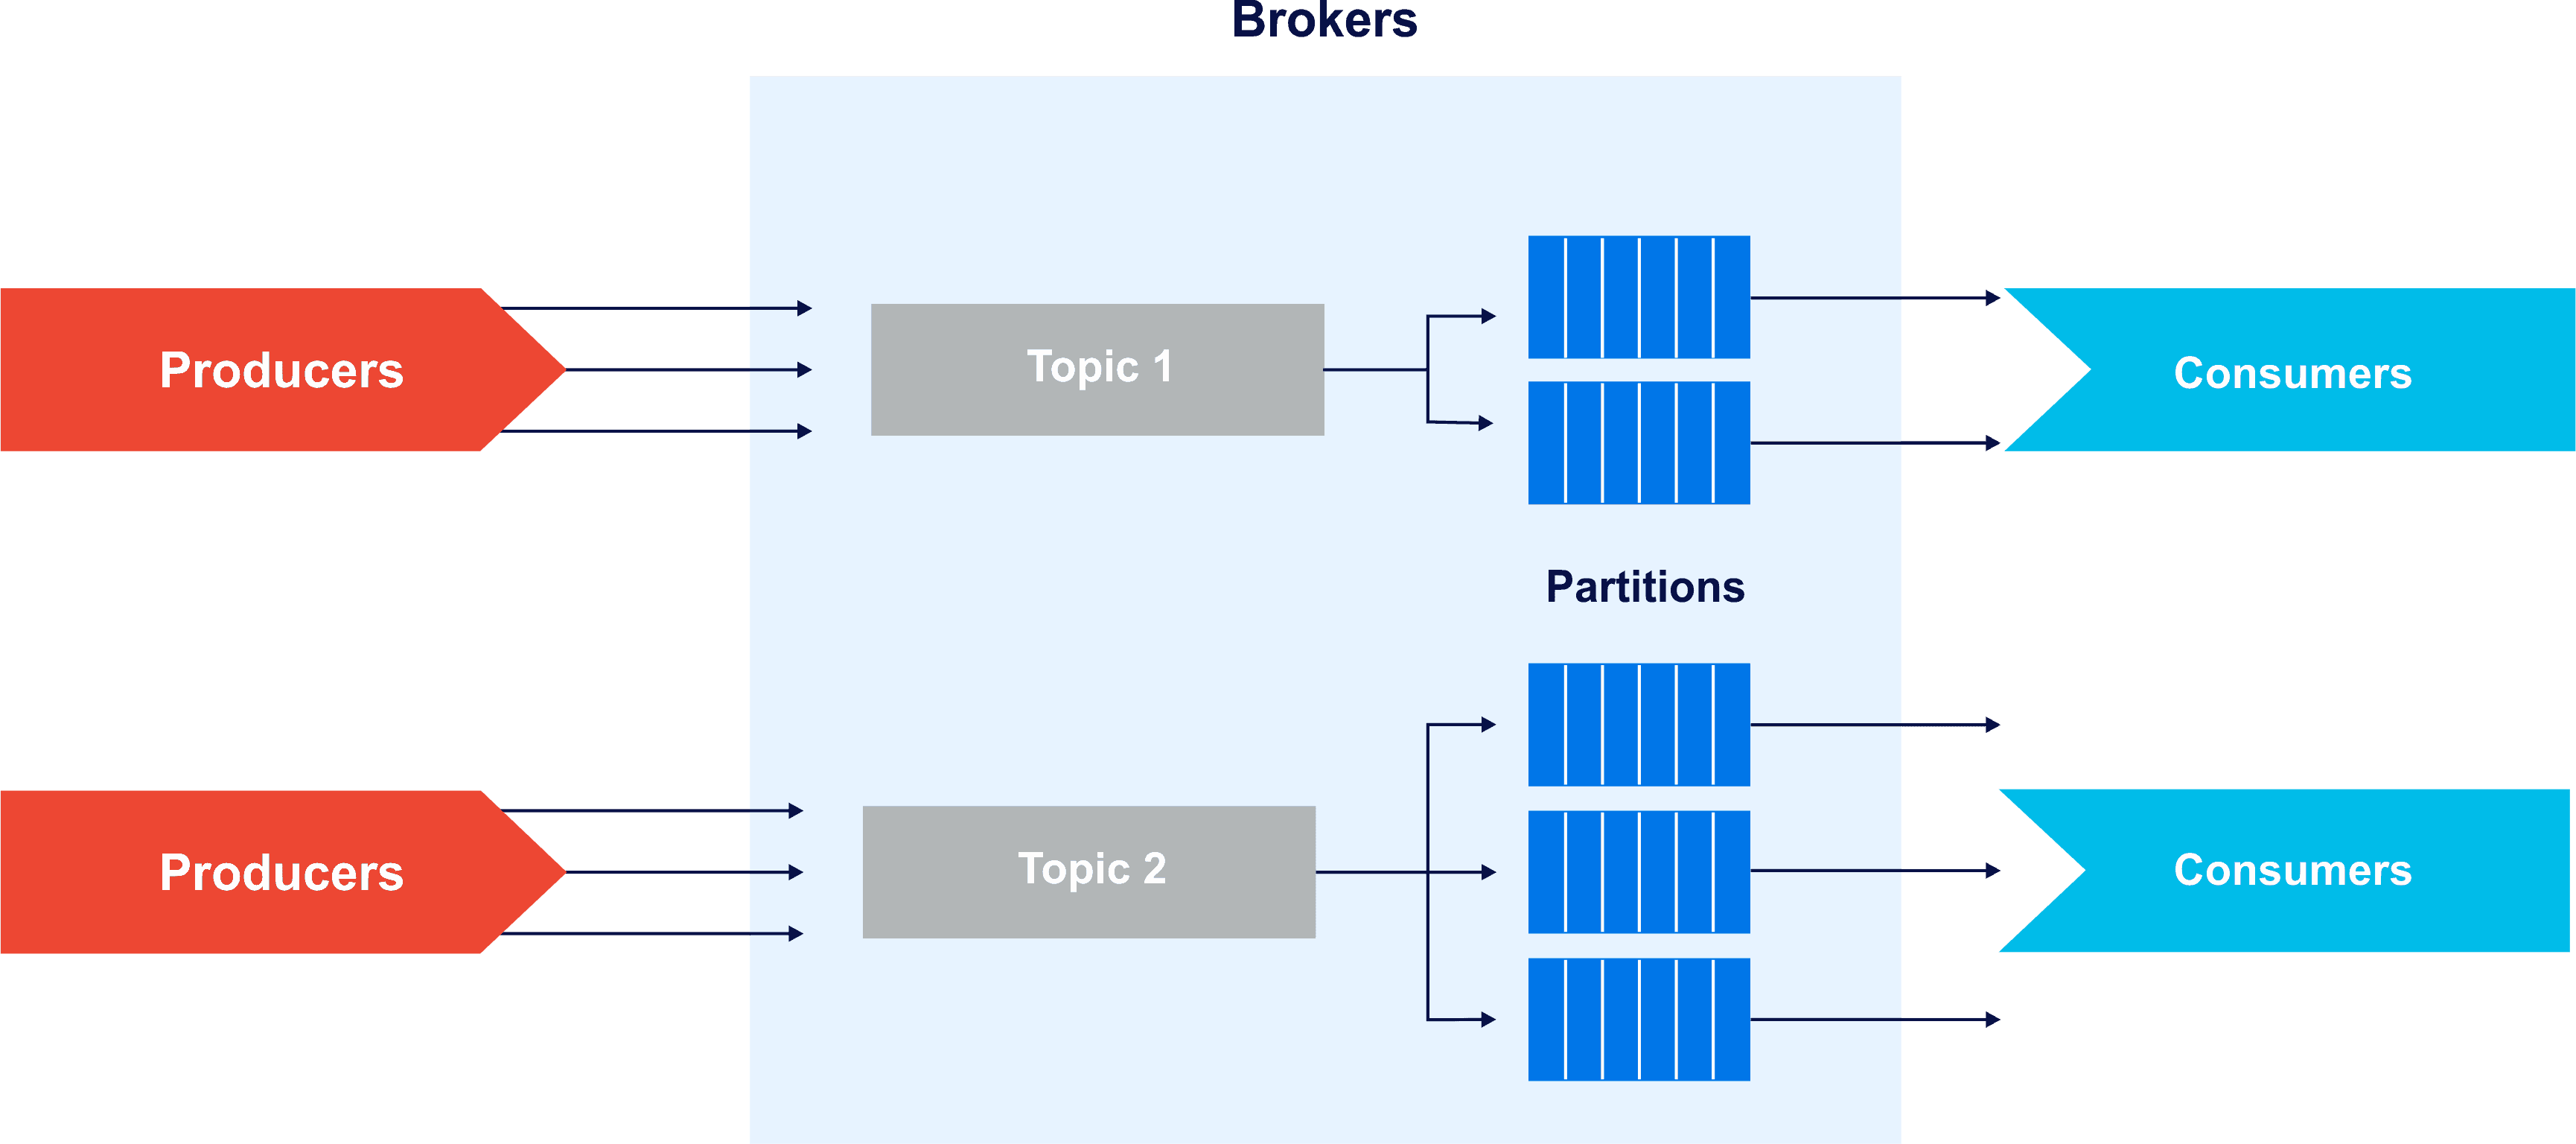 Brokers
Producers
Topic 1
Consumers
Partitions
Producers
Topic 2
Consumers